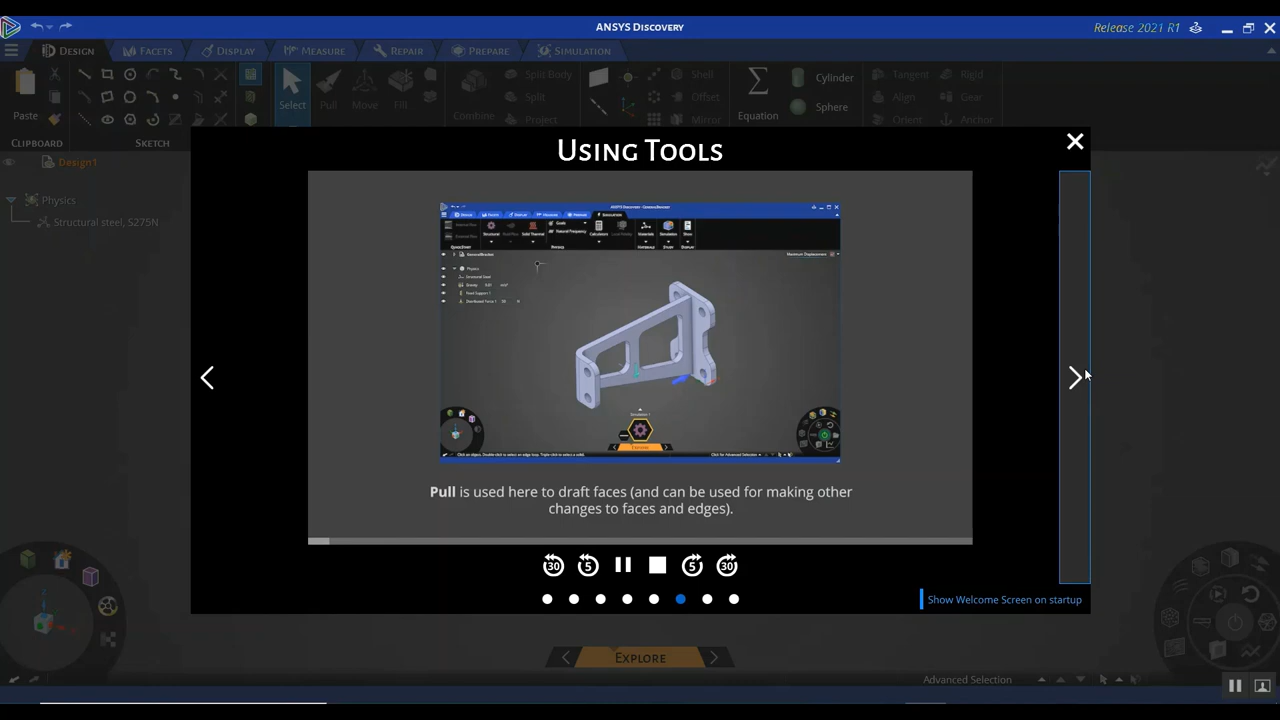 ANSYS Discovery
Release 2021 R1
Design
Facets
Display
Measure
Repair
Prepare
Simulation
Paste
Select
Pull
Move
Fill
Combine
Split Body
Split
Project
Shell
Offset
Mirror
Equation
Cylinder
Sphere
Tangent
Align
Orient
Rigid
Gear
Anchor
Clipboard
Sketch
Using Tools
Design1
Physics
Structural steel, S275N
Pull is used here to draft faces (and can be used for making other
changes to faces and edges).
30 5 5 30
Show Welcome Screen on startup
Explore
Advanced Selection